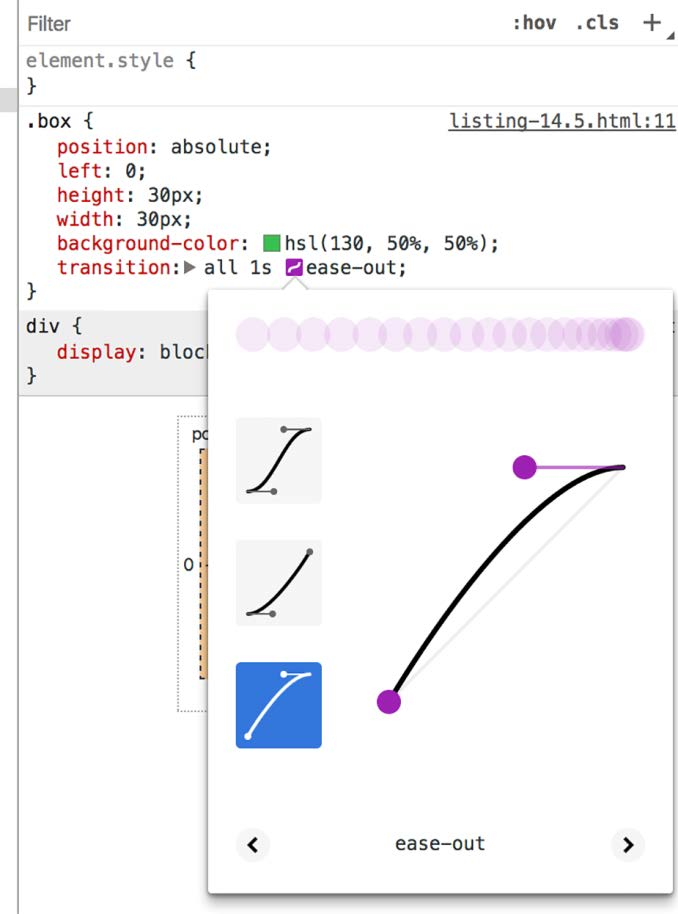 Filter :hov .cls +
element.style {
}
.box { listing-14.5.html:11
position: absolute;
left: 0;
height: 30px;
width: 30px;
background-color: hsl(130, 50%, 50%);
transition: all 1s ease-out;
}
div {
display: bloc
}
po
0
ease-out